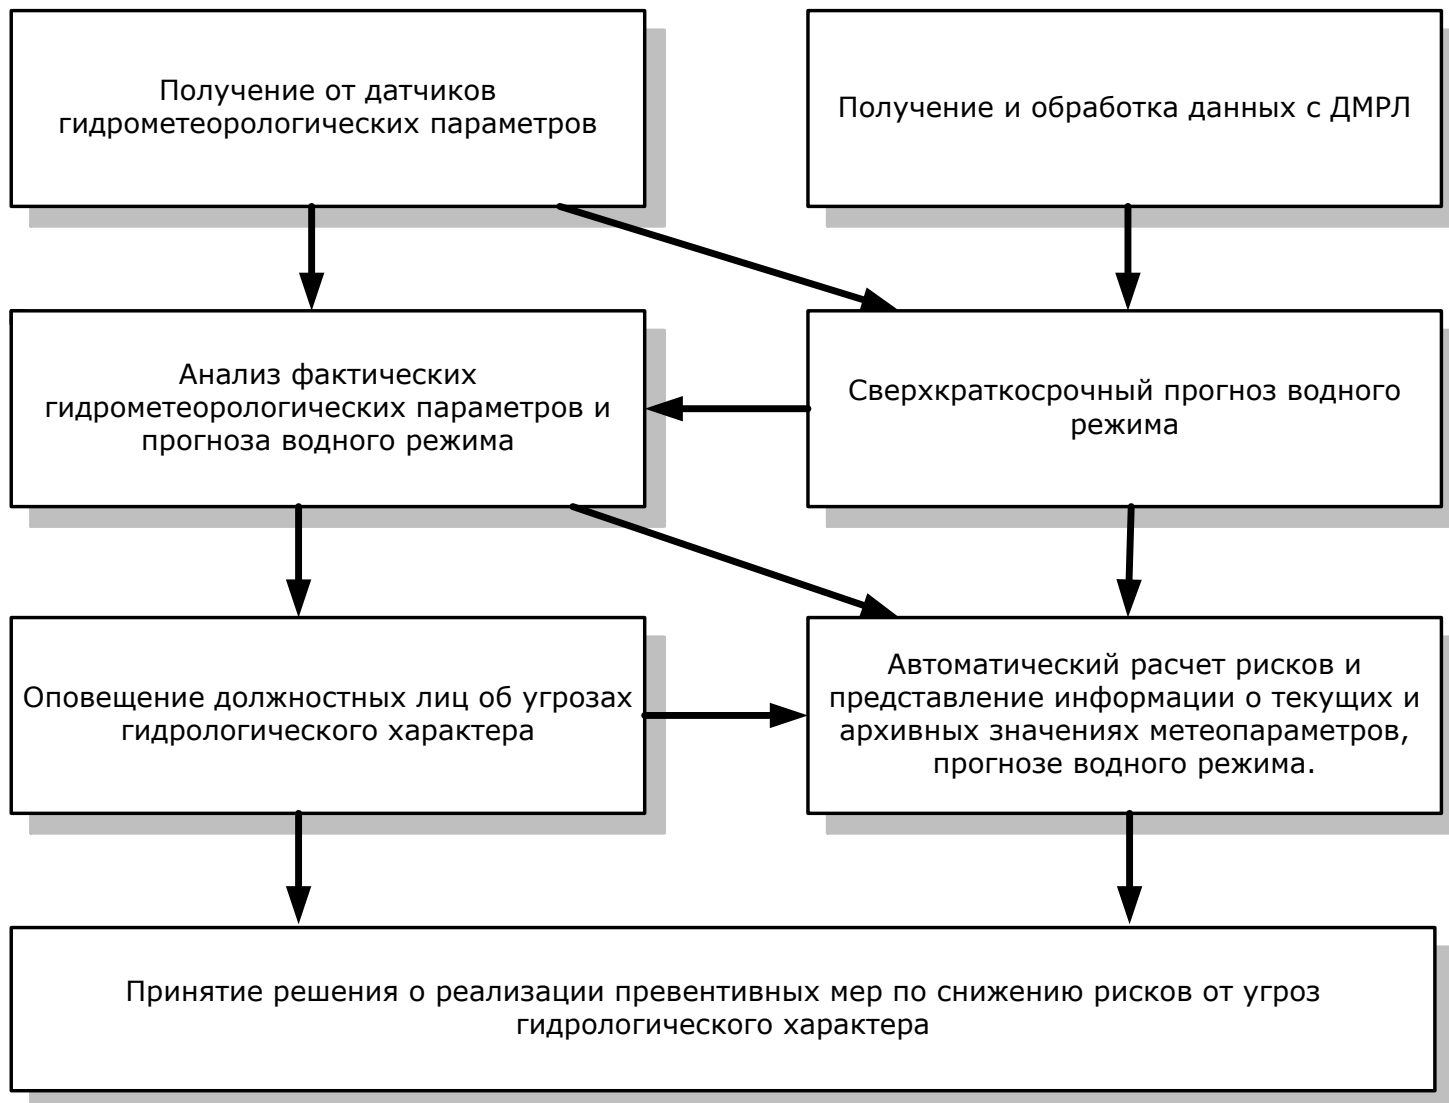 Получение от датчиков
гидрометеорологических параметров
Получение и обработка данных с ДМРЛ
Анализ фактических
гидрометеорологических параметров и
прогноза водного режима
Сверхкраткосрочный прогноз водного
режима
Оповещение должностных лиц об угрозах
гидрологического характера
Автоматический расчет рисков и
представление информации о текущих и
архивных значениях метеопараметров,
прогнозе водного режима.
Принятие решения о реализации превентивных мер по снижению рисков от угроз
гидрологического характера